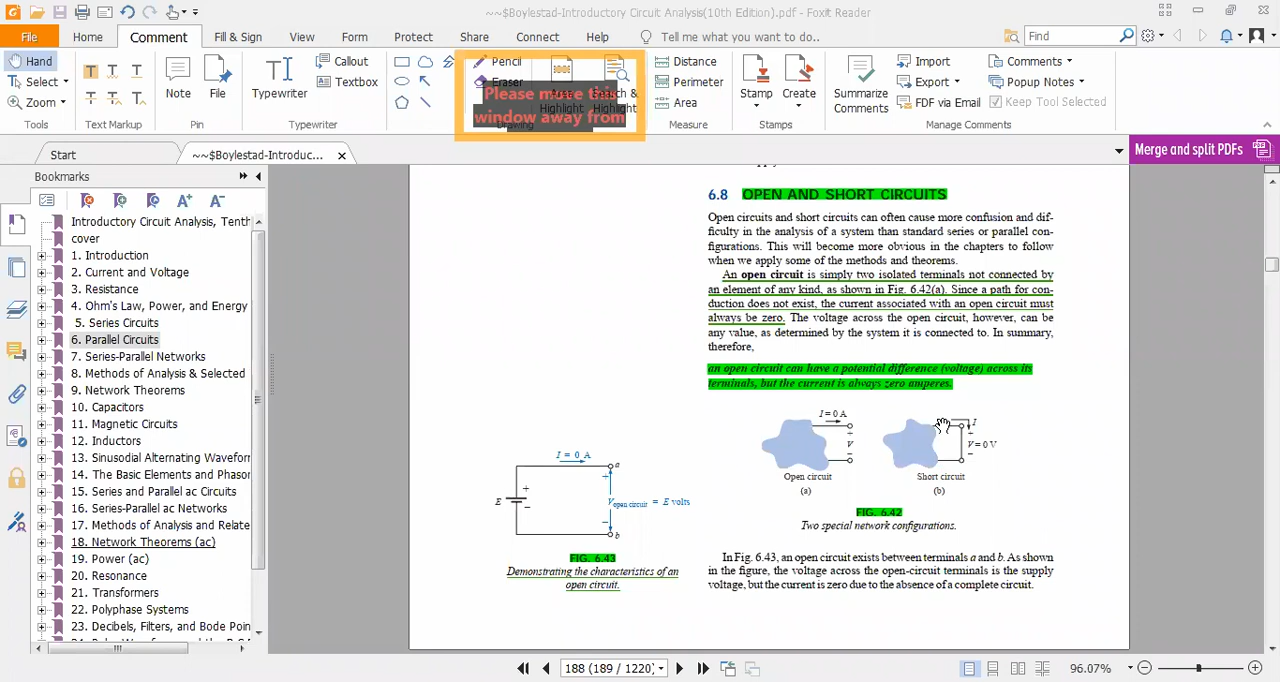 ~~$Boylestad-Introductory Circuit Analysis(10th Edition).pdf - Foxit Reader
File Home Comment Fill & Sign View Form Protect Share Connect Help Tell me what you want to do.. Find
Hand
Select
Zoom
Tools
T T T
T T T
Text Markup
Note
File
Pin
Typewriter
Callout
Textbox
Typewriter
Pencil
Eraser
Highlight
Highlight
Drawing
Please move this
window away from
Distance
Perimeter
Area
Measure
Stamp
Create
Stamps
Summarize
Comments
Import
Export
FDF via Email
Comments
Popup Notes
Keep Tool Selected
Manage Comments
Start
~~$Boylestad-Introduc...
Merge and split PDFs
Bookmarks
Introductory Circuit Analysis, Tenth
cover
1. Introduction
2. Current and Voltage
3. Resistance
4. Ohm's Law, Power, and Energy
5. Series Circuits
6. Parallel Circuits
7. Series-Parallel Networks
8. Methods of Analysis & Selected
9. Network Theorems
10. Capacitors
11. Magnetic Circuits
12. Inductors
13. Sinusoidal Alternating Wavefor
14. The Basic Elements and Phasor
15. Series and Parallel ac Circuits
16. Series-Parallel ac Networks
17. Methods of Analysis and Relate
18. Network Theorems (ac)
19. Power (ac)
20. Resonance
21. Transformers
22. Polyphase Systems
23. Decibels, Filters, and Bode Poin
6.8 OPEN AND SHORT CIRCUITS
Open circuits and short circuits can often cause more confusion and dif-
ficulty in the analysis of a system than standard series or parallel con-
figurations. This will become more obvious in the chapters to follow
when we apply some of the methods and theorems.
An open circuit is simply two isolated terminals not connected by
an element of any kind, as shown in Fig. 6.42(a). Since a path for con-
duction does not exist, the current associated with an open circuit must
always be zero. The voltage across the open circuit, however, can be
any value, as determined by the system it is connected to. In summary,
therefore,
an open circuit can have a potential difference (voltage) across its
terminals, but the current is always zero amperes.
I = 0 A
+
V
–
Open circuit
(a)
I
+
V = 0 V
–
Short circuit
(b)
FIG. 6.42
Two special network configurations.
I = 0 A
a
E
+
–
+
V open circuit = E volts
–
b
FIG. 6.43
Demonstrating the characteristics of an
open circuit.
In Fig. 6.43, an open circuit exists between terminals a and b. As shown
in the figure, the voltage across the open-circuit terminals is the supply
voltage, but the current is zero due to the absence of a complete circuit.
188 (189 / 1220)
96.07%